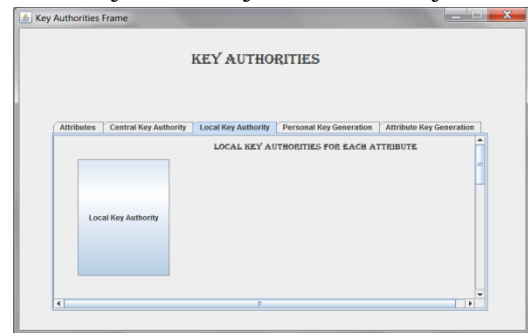 Key Authorities Frame
KEY AUTHORITIES
Attributes Central Key Authority Local Key Authority Personal Key Generation Attribute Key Generation
LOCAL KEY AUTHORITIES FOR EACH ATTRIBUTE
Local Key Authority